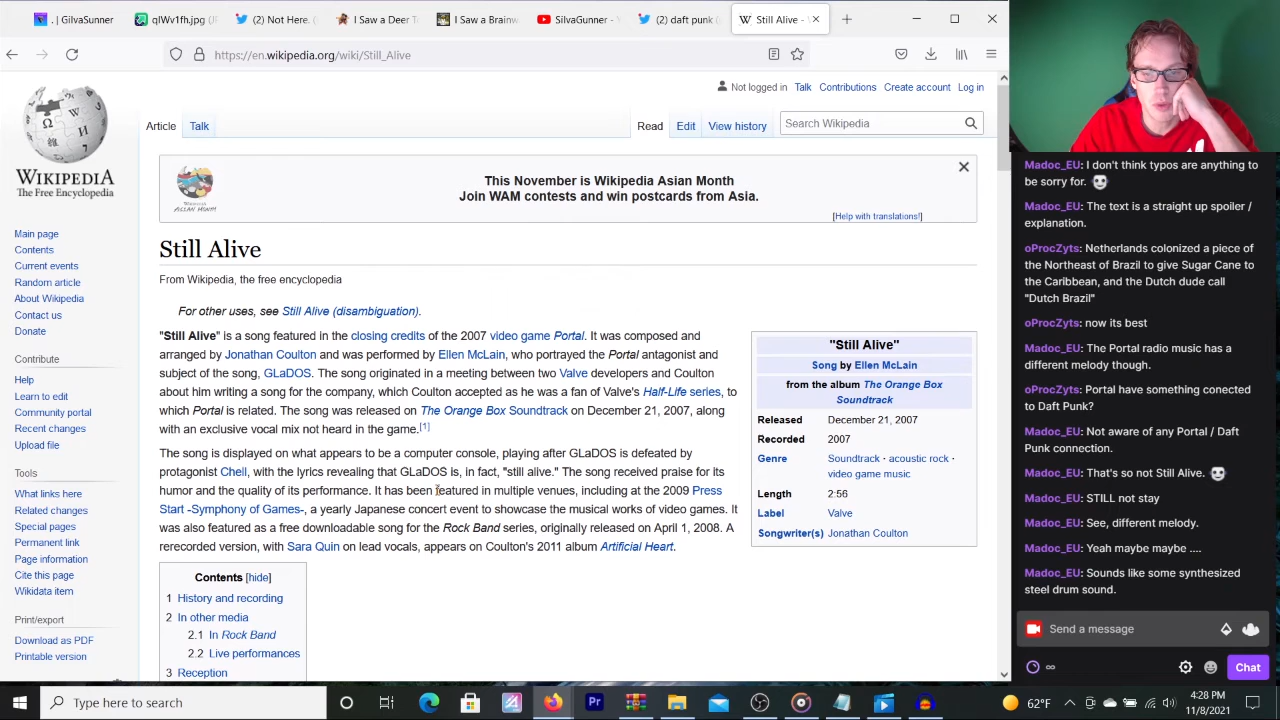 . | GilvaSunner
qIWv1fh.jpg (J
(2) Not Here. (
I Saw a Deer T
I Saw a Brainw
SilvaGunner - Y
(2) daft punk (
Still Alive - W
https://en.wikipedia.org/wiki/Still_Alive
Not logged in Talk Contributions Create account Log in
Article Talk Read Edit View history Search Wikipedia
WIKIPEDIA
The Free Encyclopedia
Main page
Contents
Current events
Random article
About Wikipedia
Contact us
Donate
Contribute
Help
Learn to edit
Community portal
Recent changes
Upload file
Tools
What links here
Related changes
Special pages
Permanent link
Page information
Cite this page
Wikidata item
Print/export
Download as PDF
Printable version
WIKIPEDIA
ASIAN MONTH
This November is Wikipedia Asian Month
Join WAM contests and win postcards from Asia.
[Help with translations!]
Still Alive
From Wikipedia, the free encyclopedia
For other uses, see Still Alive (disambiguation).
"Still Alive" is a song featured in the closing credits of the 2007 video game Portal. It was composed and
arranged by Jonathan Coulton and was performed by Ellen McLain, who portrayed the Portal antagonist and
subject of the song, GLaDOS. The song originated in a meeting between two Valve developers and Coulton
about him writing a song for the company, which Coulton accepted as he was a fan of Valve's Half-Life series, to
which Portal is related. The song was released on The Orange Box Soundtrack on December 21, 2007, along
with an exclusive vocal mix not heard in the game.[1]
The song is displayed on what appears to be a computer console, playing after GLaDOS is defeated by
protagonist Chell, with the lyrics revealing that GLaDOS is, in fact, "still alive." The song received praise for its
humor and the quality of its performance. It has been featured in multiple venues, including at the 2009 Press
Start -Symphony of Games-, a yearly Japanese concert event to showcase the musical works of video games. It
was also featured as a free downloadable song for the Rock Band series, originally released on April 1, 2008. A
rerecorded version, with Sara Quin on lead vocals, appears on Coulton's 2011 album Artificial Heart.
Contents [hide]
1 History and recording
2 In other media
2.1 In Rock Band
2.2 Live performances
3 Reception
"Still Alive"
Song by Ellen McLain
from the album The Orange Box
Soundtrack
Released December 21, 2007
Recorded 2007
Genre Soundtrack · acoustic rock ·
video game music
Length 2:56
Label Valve
Songwriter(s) Jonathan Coulton
Madoc_EU: I don't think typos are anything to
be sorry for.
Madoc_EU: The text is a straight up spoiler /
explanation.
oProcZyts: Netherlands colonized a piece of
the Northeast of Brazil to give Sugar Cane to
the Caribbean, and the Dutch dude call
"Dutch Brazil"
oProcZyts: now its best
Madoc_EU: The Portal radio music has a
different melody though.
oProcZyts: Portal have something conected
to Daft Punk?
Madoc_EU: Not aware of any Portal / Daft
Punk connection.
Madoc_EU: That's so not Still Alive.
Madoc_EU: STILL not stay
Madoc_EU: See, different melody.
Madoc_EU: Yeah maybe maybe ....
Madoc_EU: Sounds like some synthesized
steel drum sound.
Send a message
∞
Chat
Type here to search
Pr
62°F
4:28 PM
11/8/2021